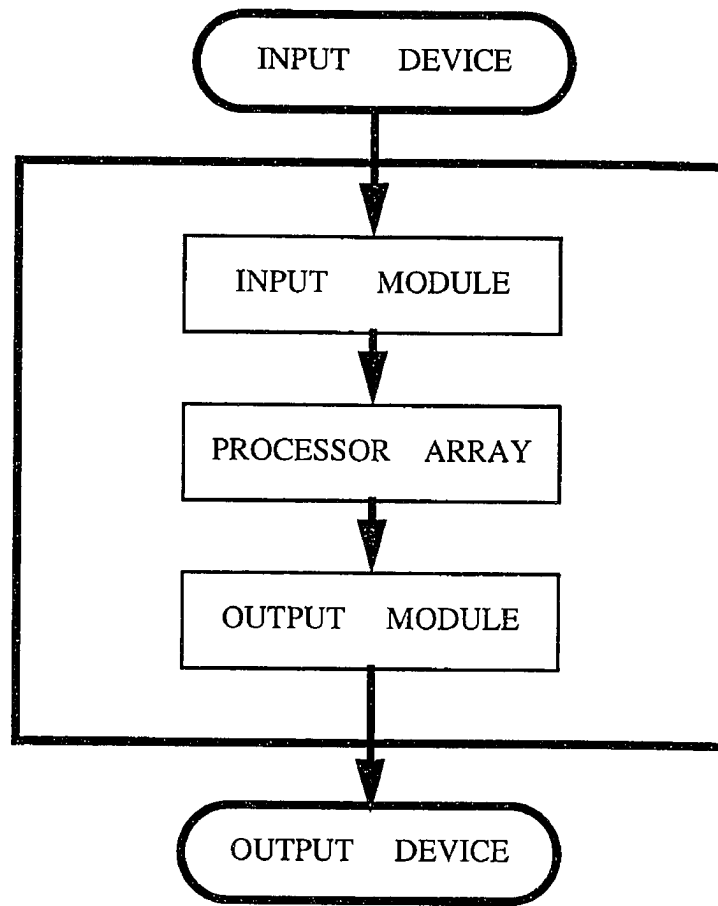 INPUT DEVICE
INPUT MODULE
PROCESSOR ARRAY
OUTPUT MODULE
OUTPUT DEVICE